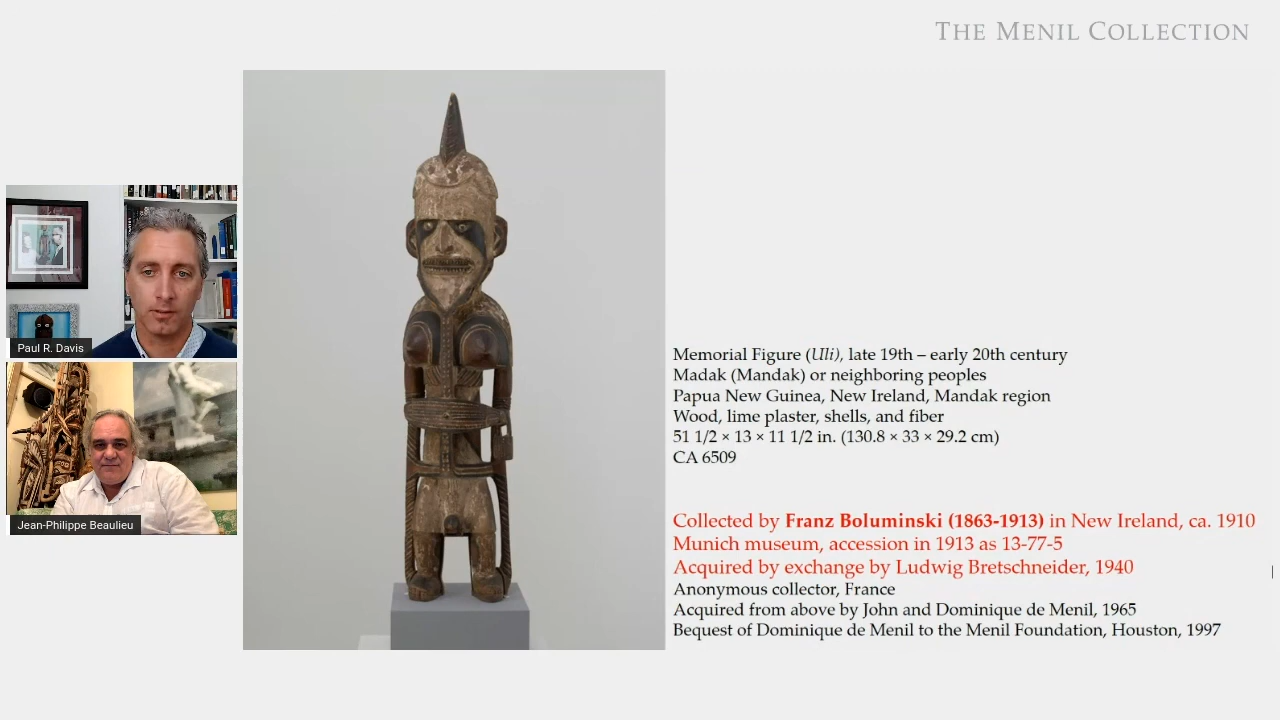 THE MENIL COLLECTION
Paul R. Davis
Jean-Philippe Beaulieu
Memorial Figure (Uli), late 19th – early 20th century
Madak (Mandak) or neighboring peoples
Papua New Guinea, New Ireland, Mandak region
Wood, lime plaster, shells, and fiber
51 1/2 × 13 × 11 1/2 in. (130.8 × 33 × 29.2 cm)
CA 6509
Collected by Franz Boluminski (1863-1913) in New Ireland, ca. 1910
Munich museum, accession in 1913 as 13-77-5
Acquired by exchange by Ludwig Bretschneider, 1940
Anonymous collector, France
Acquired from above by John and Dominique de Menil, 1965
Bequest of Dominique de Menil to the Menil Foundation, Houston, 1997